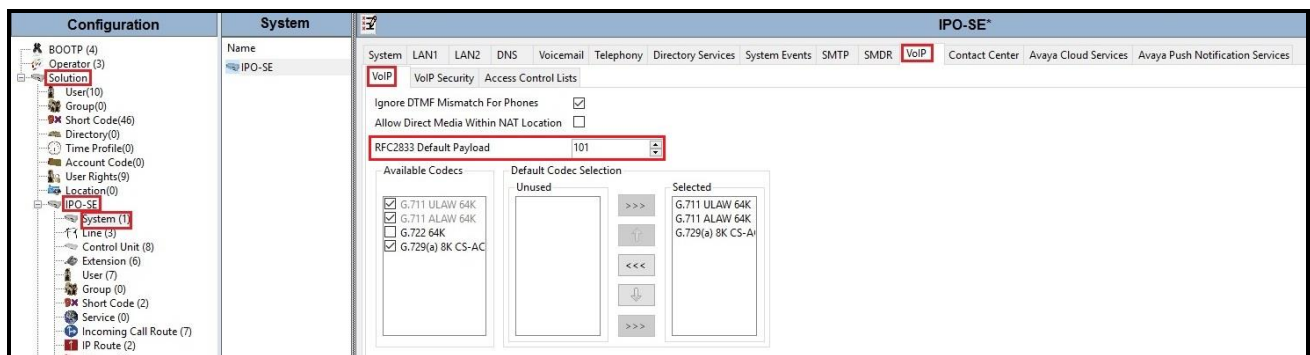 Configuration
BOOTP (4)
Operator (3)
Solution
User(10)
Group(0)
Short Code(46)
Directory(0)
Time Profile(0)
Account Code(0)
User Rights(9)
Location(0)
IPO-SE
System (1)
Line (3)
Control Unit (8)
Extension (6)
User (7)
Group (0)
Short Code (2)
Service (0)
Incoming Call Route (7)
IP Route (2)
System
Name
IPO-SE
IPO-SE*
System LAN1 LAN2 DNS Voicemail Telephony Directory Services System Events SMTP SMDR VoIP Contact Center Avaya Cloud Services Avaya Push Notification Services
VoIP VoIP Security Access Control Lists
Ignore DTMF Mismatch For Phones
Allow Direct Media Within NAT Location
RFC2833 Default Payload 101
Available Codecs
G.711 ULAW 64K
G.711 ALAW 64K
G.722 64K
G.729(a) 8K CS-AC
Default Codec Selection
Unused
>>>
<<<
>>>
Selected
G.711 ULAW 64K
G.711 ALAW 64K
G.729(a) 8K CS-A